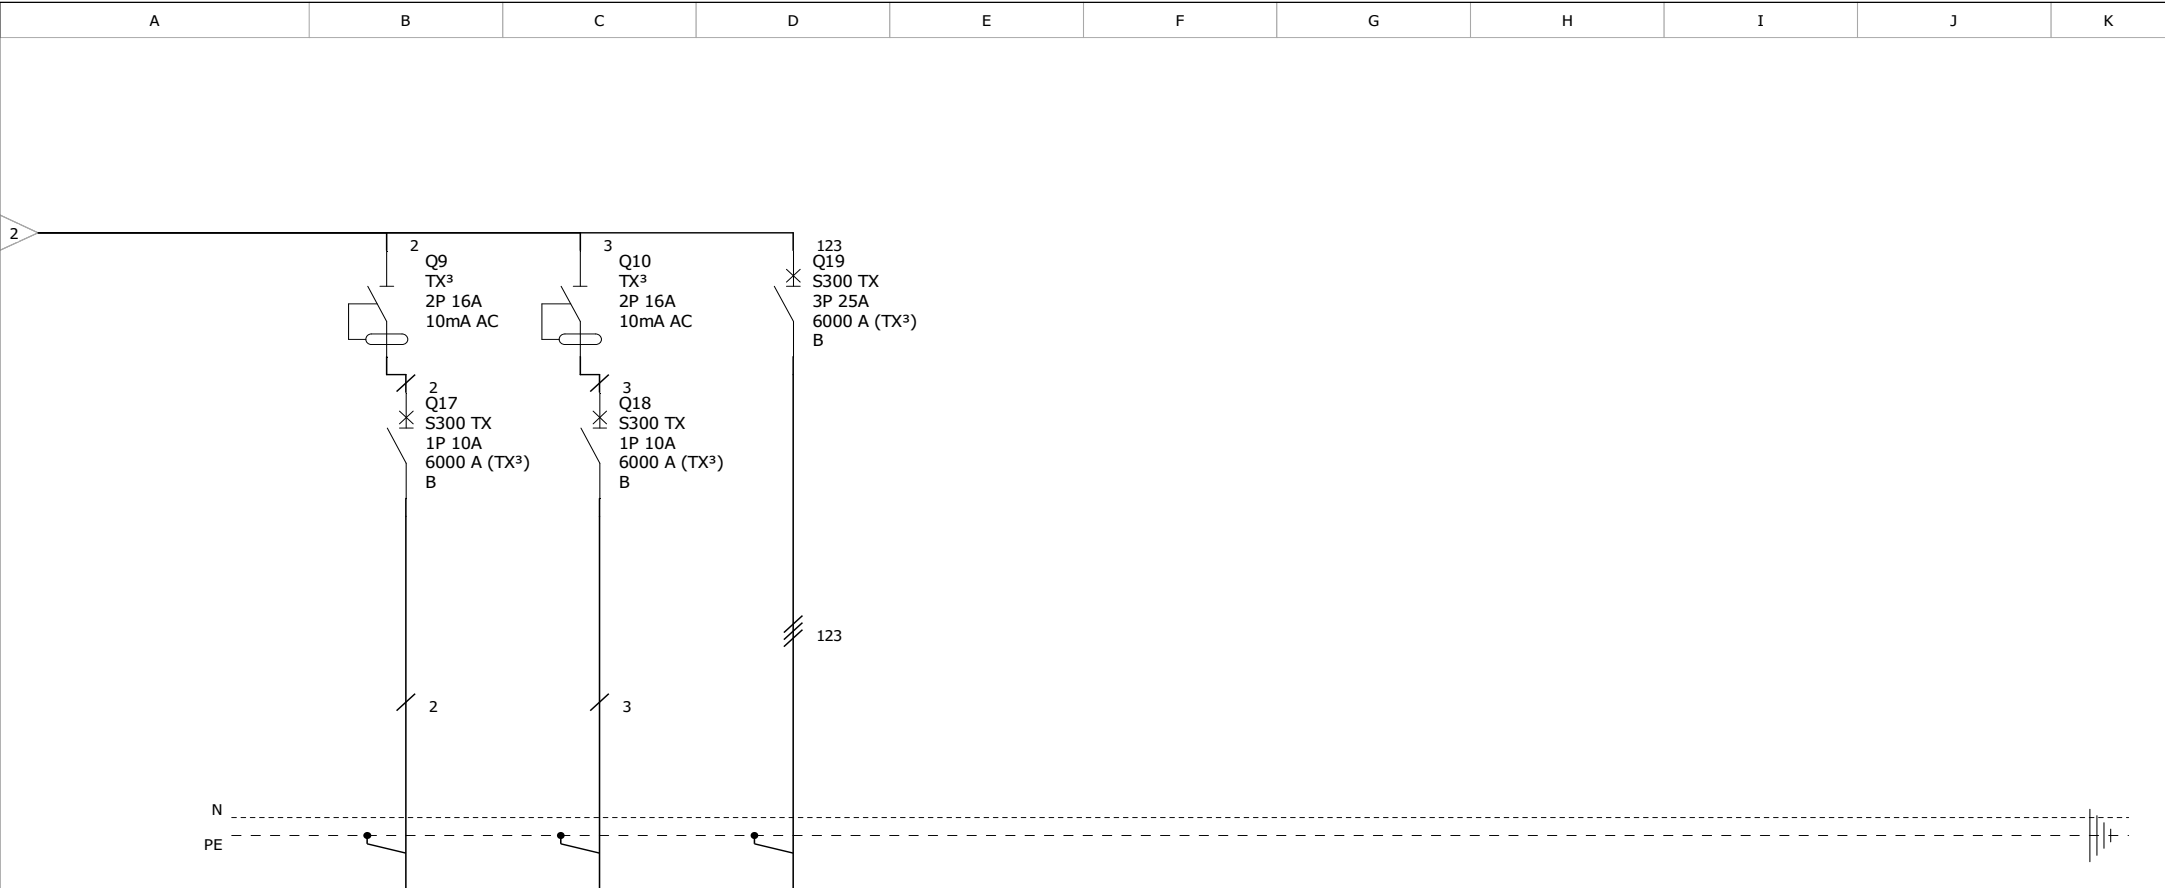 A B C D E F G H I J K
2
2
Q9
TX³
2P 16A
10mA AC
3
Q10
TX³
2P 16A
10mA AC
123
Q19
S300 TX
3P 25A
6000 A (TX³)
B
2
Q17
S300 TX
1P 10A
6000 A (TX³)
B
3
Q18
S300 TX
1P 10A
6000 A (TX³)
B
123
2
3
N
PE